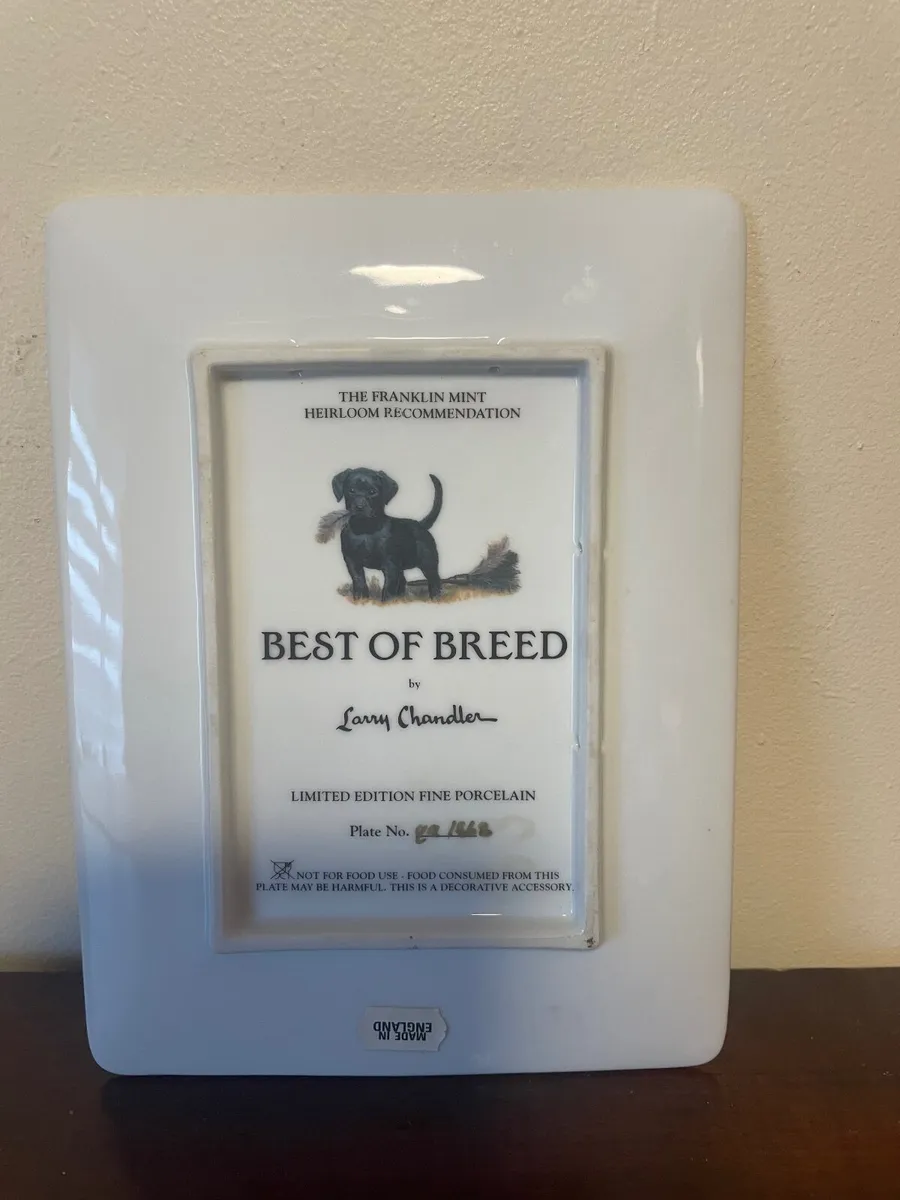 THE FRANKLIN MINT
HEIRLOOM RECOMMENDATION
BEST OF BREED
by
Larry Chandler
LIMITED EDITION FINE PORCELAIN
Plate No.
NOT FOR FOOD USE - FOOD CONSUMED FROM THIS
PLATE MAY BE HARMFUL. THIS IS A DECORATIVE ACCESSORY.
MADE IN
ENGLAND